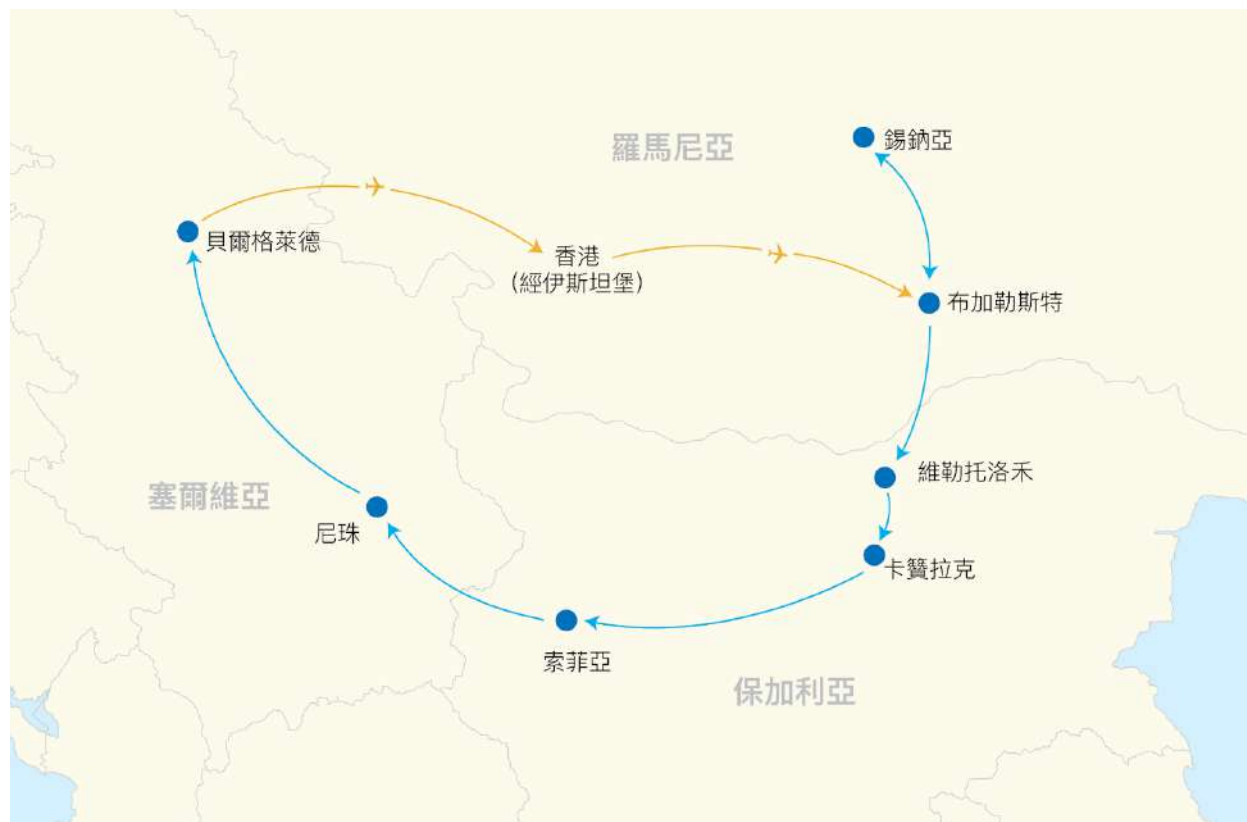 錫鈉亞
羅馬尼亞
貝爾格萊德
香港
(經伊斯坦堡)
布加勒斯特
維勒托洛禾
塞爾維亞
尼珠
卡贊拉克
索菲亞
保加利亞